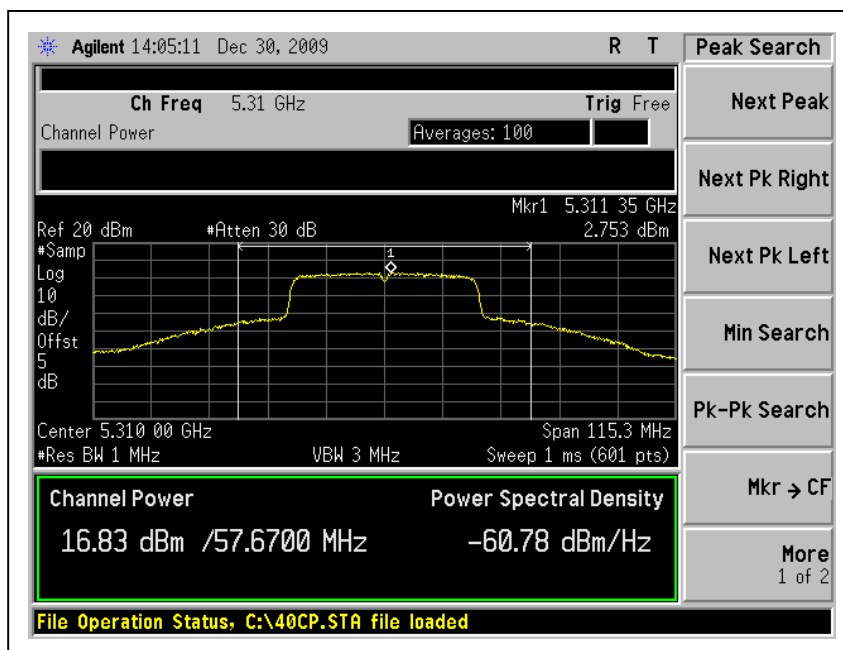 Agilent 14:05:11 Dec 30, 2009 R T
Peak Search
Ch Freq 5.31 GHz Trig Free
Channel Power Averages: 100
Mkr1 5.311 35 GHz
Ref 20 dBm #Atten 30 dB 2.753 dBm
#Samp
Log
10
dB/
Offst
5
dB
1
Center 5.310 00 GHz Span 115.3 MHz
#Res BW 1 MHz VBW 3 MHz Sweep 1 ms (601 pts)
Channel Power Power Spectral Density
16.83 dBm /57.6700 MHz -60.78 dBm/Hz
File Operation Status, C:\40CP.STA file loaded
Next Peak
Next Pk Right
Next Pk Left
Min Search
Pk-Pk Search
Mkr → CF
More
1 of 2